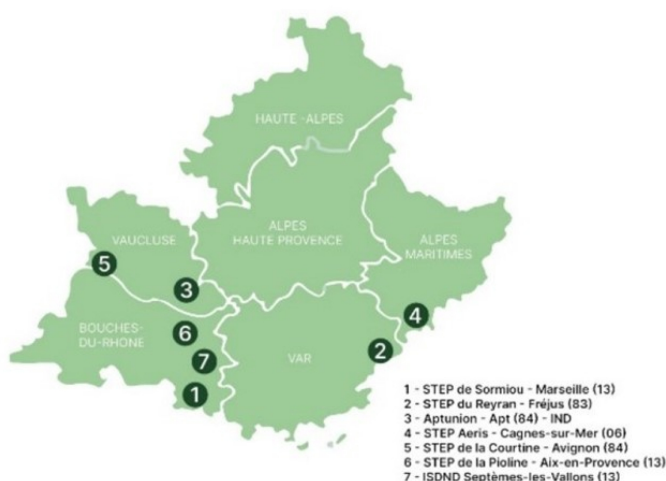 HAUTE -ALPES
ALPES
HAUTE PROVENCE
VAUCLUSE
ALPES
MARITIMES
5
3
4
BOUCHES-
DU-RHONE
6
7
VAR
2
1
1 - STEP de Sormiou - Marseille (13)
2 - STEP du Reyran - Fréjus (83)
3 - Aptunion - Apt (84) - IND
4 - STEP Aeris - Cagnes-sur-Mer (06)
5 - STEP de la Courtine - Avignon (84)
6 - STEP de la Pioline - Aix-en-Provence (13)
7 - ISDND Septèmes-les-Vallons (13)